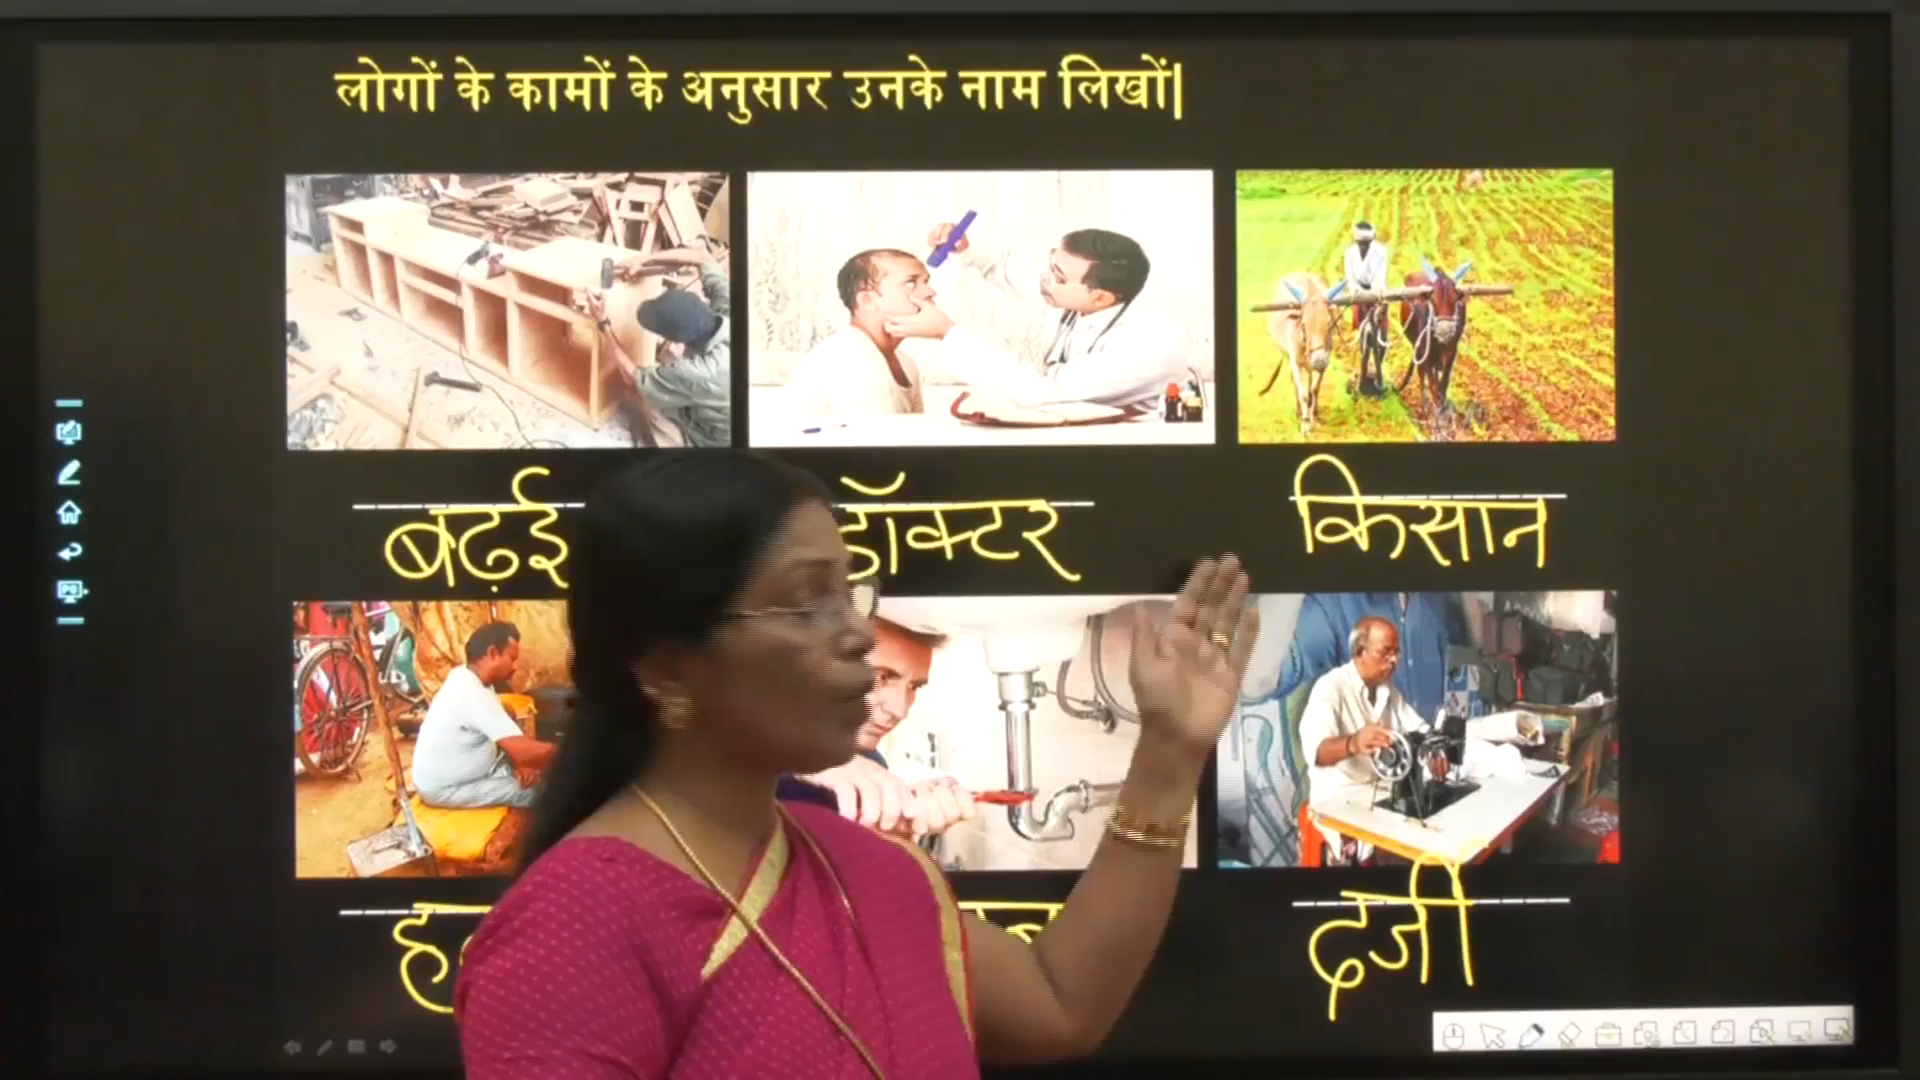 लोगों के कामों के अनुसार उनके नाम लिखों|
बढ़ई डॉक्टर किसान
दर्जी